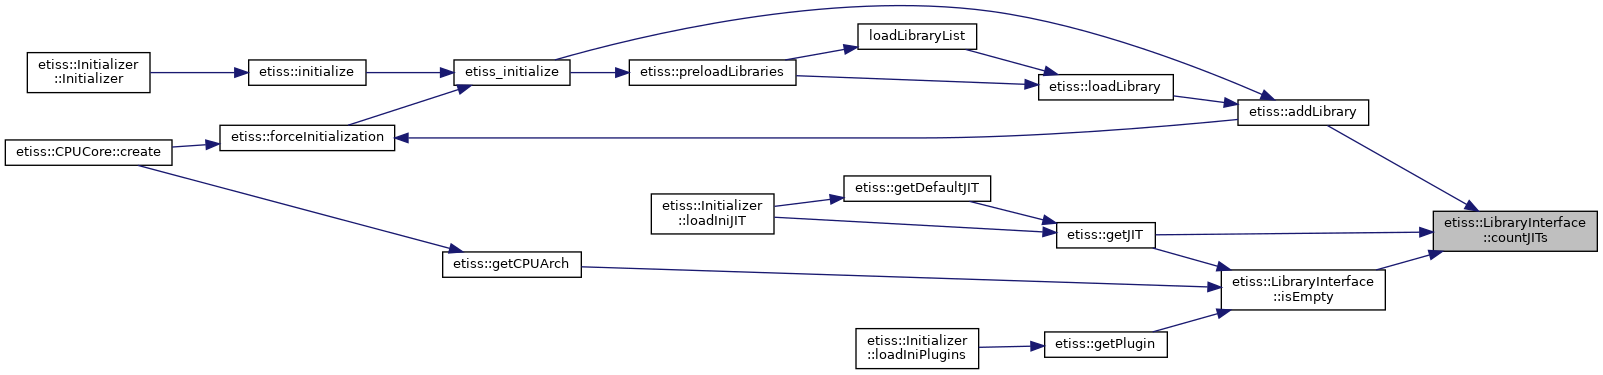 loadLibraryList
etiss::Initializer
::Initializer
etiss::initialize
etiss_initialize
etiss::preloadLibraries
etiss::loadLibrary
etiss::addLibrary
etiss::forceInitialization
etiss::CPUCore::create
etiss::getDefaultJIT
etiss::Initializer
::loadIniJIT
etiss::getJIT
etiss::LibraryInterface
::countJITs
etiss::getCPUArch
etiss::LibraryInterface
::isEmpty
etiss::getPlugin
etiss::Initializer
::loadIniPlugins